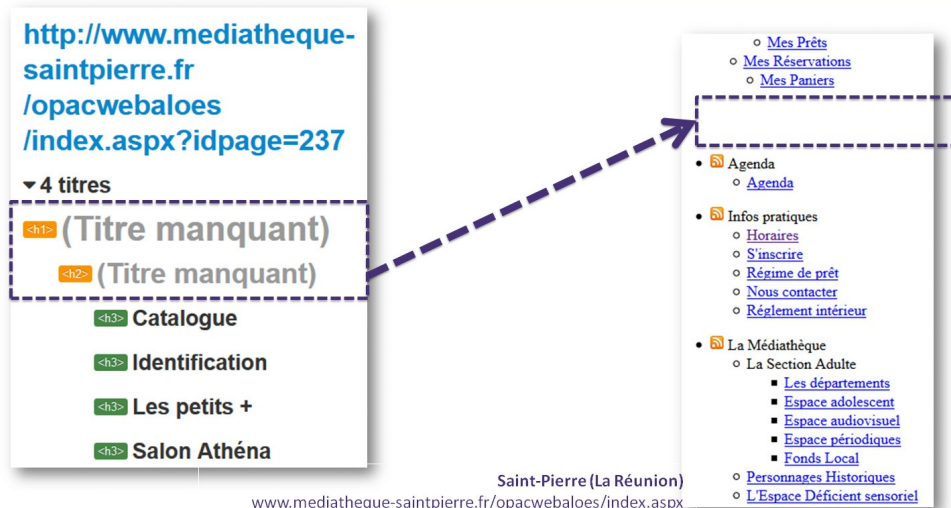 http://www.mediatheque-
saintpierre.fr
/opacwebaloes
/index.aspx?idpage=237
4 titres
<h1> (Titre manquant)
<h2> (Titre manquant)
<h3> Catalogue
<h3> Identification
<h3> Les petits +
<h3> Salon Athéna
Mes Prêts
Mes Réservations
Mes Paniers
Agenda
Agenda
Infos pratiques
Horaires
S'inscrire
Régime de prêt
Nous contacter
Réglement intérieur
La Médiathèque
La Section Adulte
Les départements
Espace adolescent
Espace audiovisuel
Espace périodiques
Fonds Local
Personnages Historiques
L'Espace Déficient sensoriel
Saint-Pierre (La Réunion)
www.mediatheque-saintpierre.fr/opacwebaloes/index.aspx